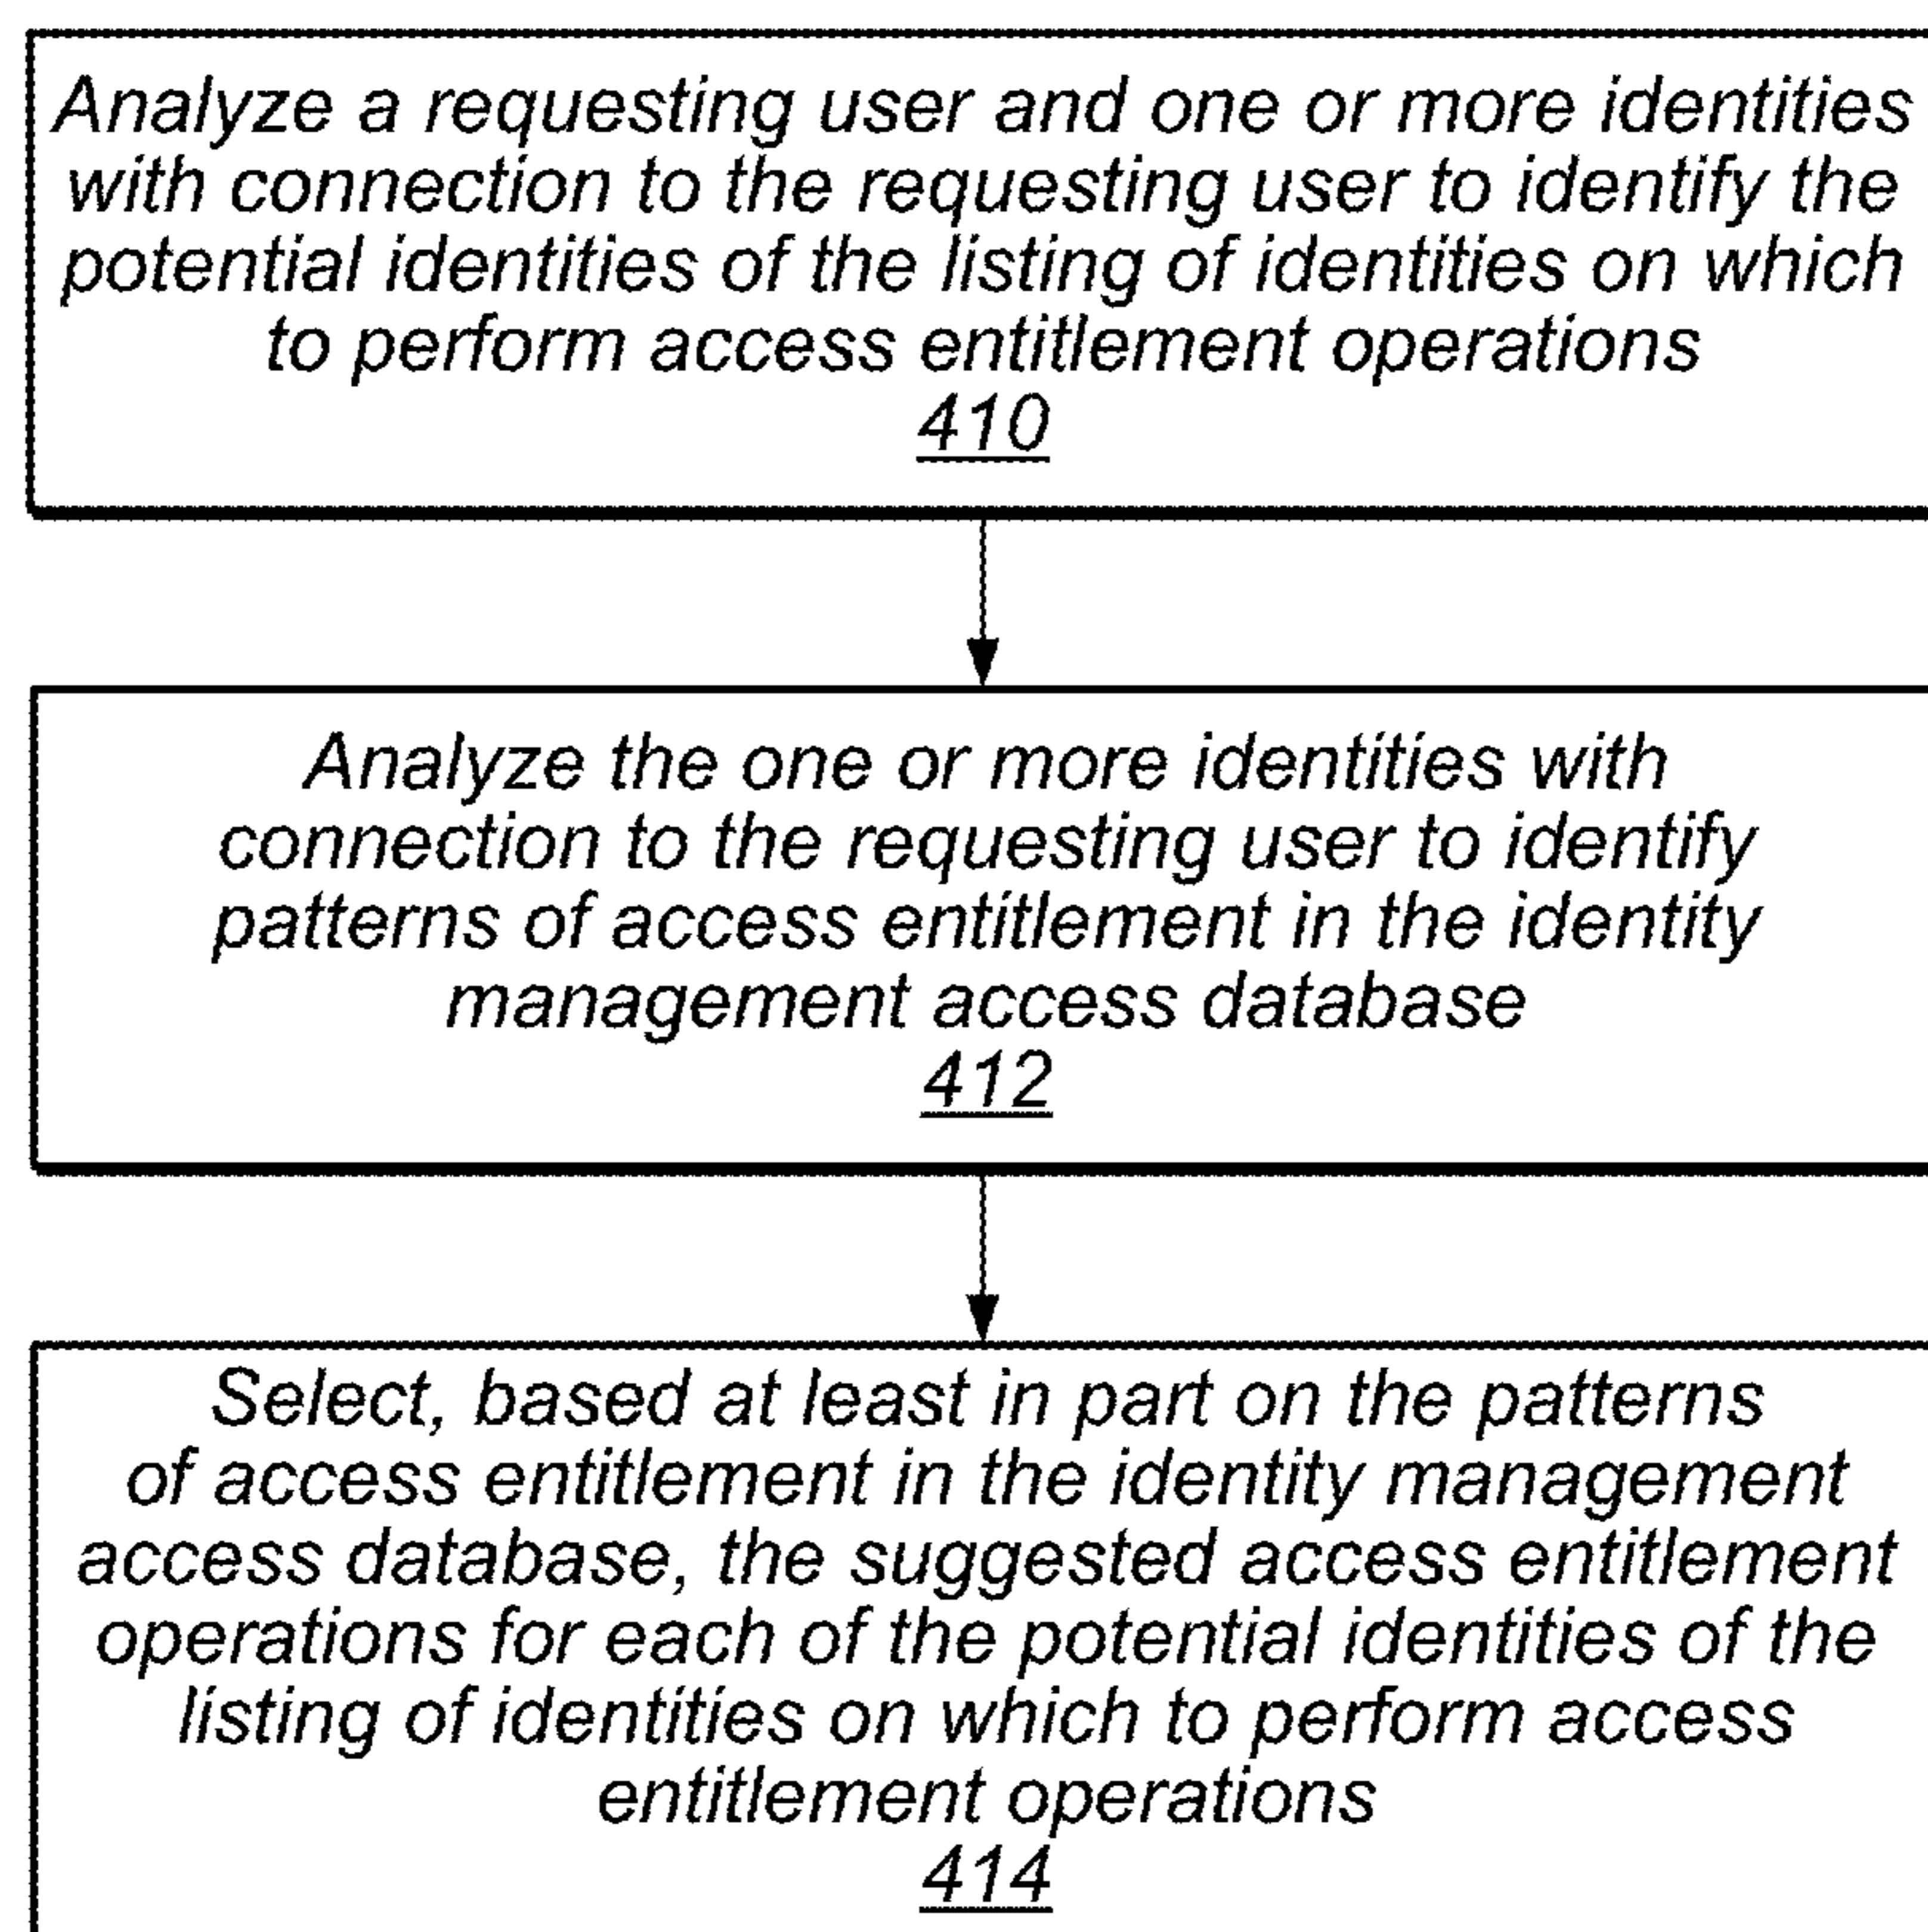 Analyze a requesting user and one or more identities
with connection to the requesting user to identify the
potential identities of the listing of identities on which
to perform access entitlement operations
410
Analyze the one or more identities with
connection to the requesting user to identify
patterns of access entitlement in the identity
management access database
412
Select, based at least in part on the patterns
of access entitlement in the identity management
access database, the suggested access entitlement
operations for each of the potential identities of the
listing of identities on which to perform access
entitlement operations
414